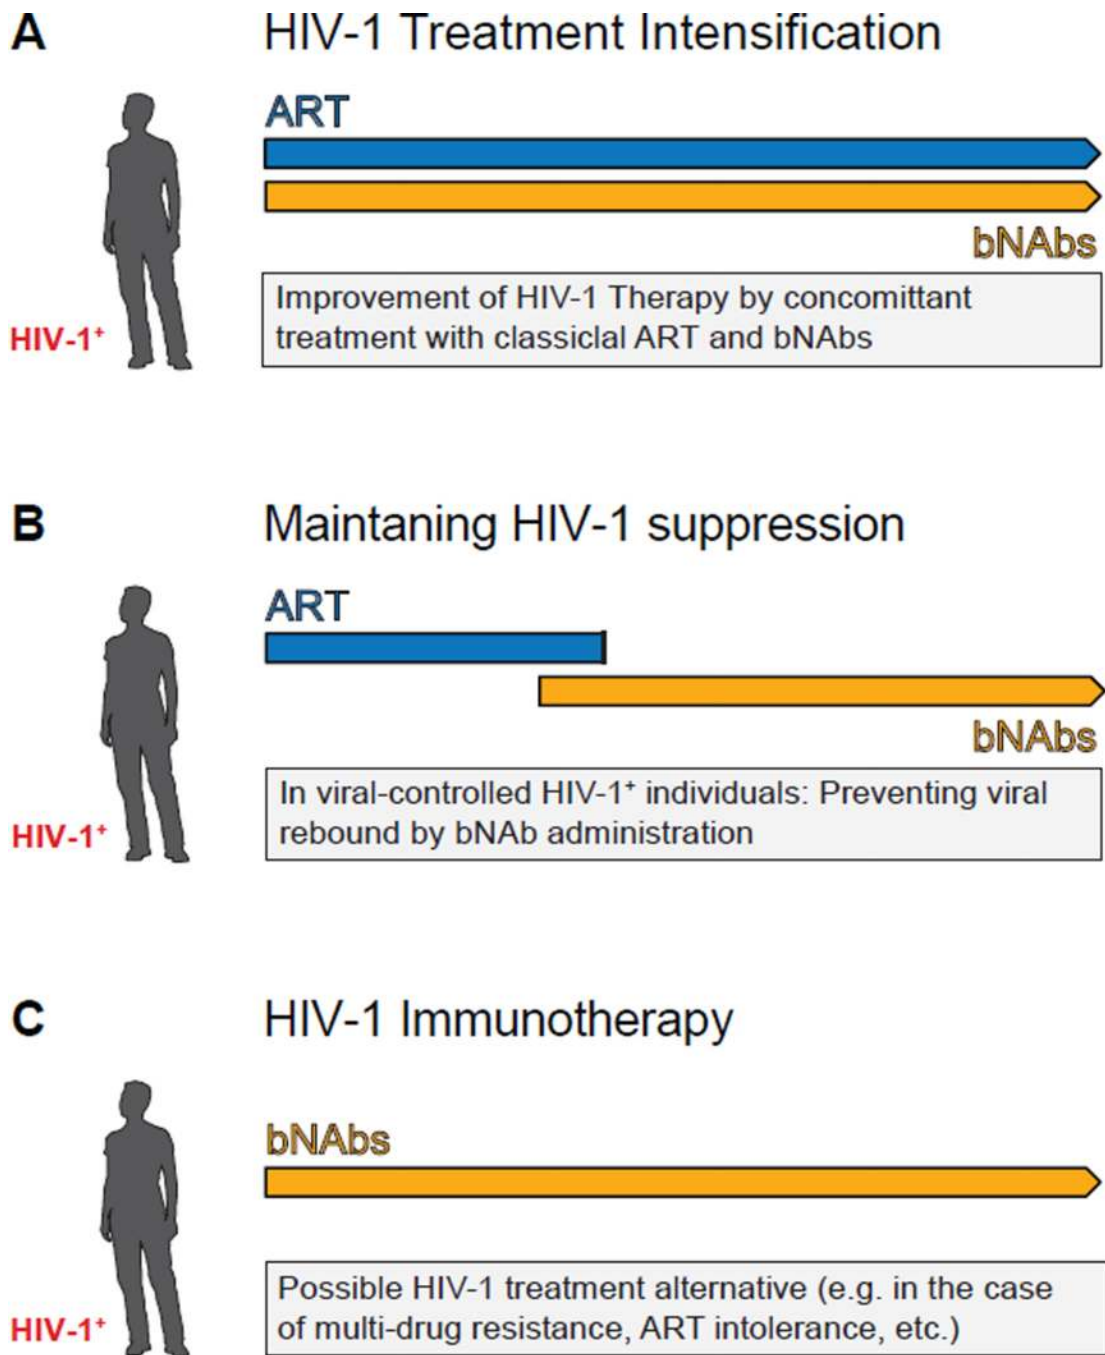 A
HIV-1 Treatment Intensification
ART
bNAbs
Improvement of HIV-1 Therapy by concomittant
treatment with classiclal ART and bNAbs
HIV-1⁺
B
Maintaning HIV-1 suppression
ART
bNAbs
In viral-controlled HIV-1⁺ individuals: Preventing viral
rebound by bNAb administration
HIV-1⁺
C
HIV-1 Immunotherapy
bNAbs
Possible HIV-1 treatment alternative (e.g. in the case
of multi-drug resistance, ART intolerance, etc.)
HIV-1⁺